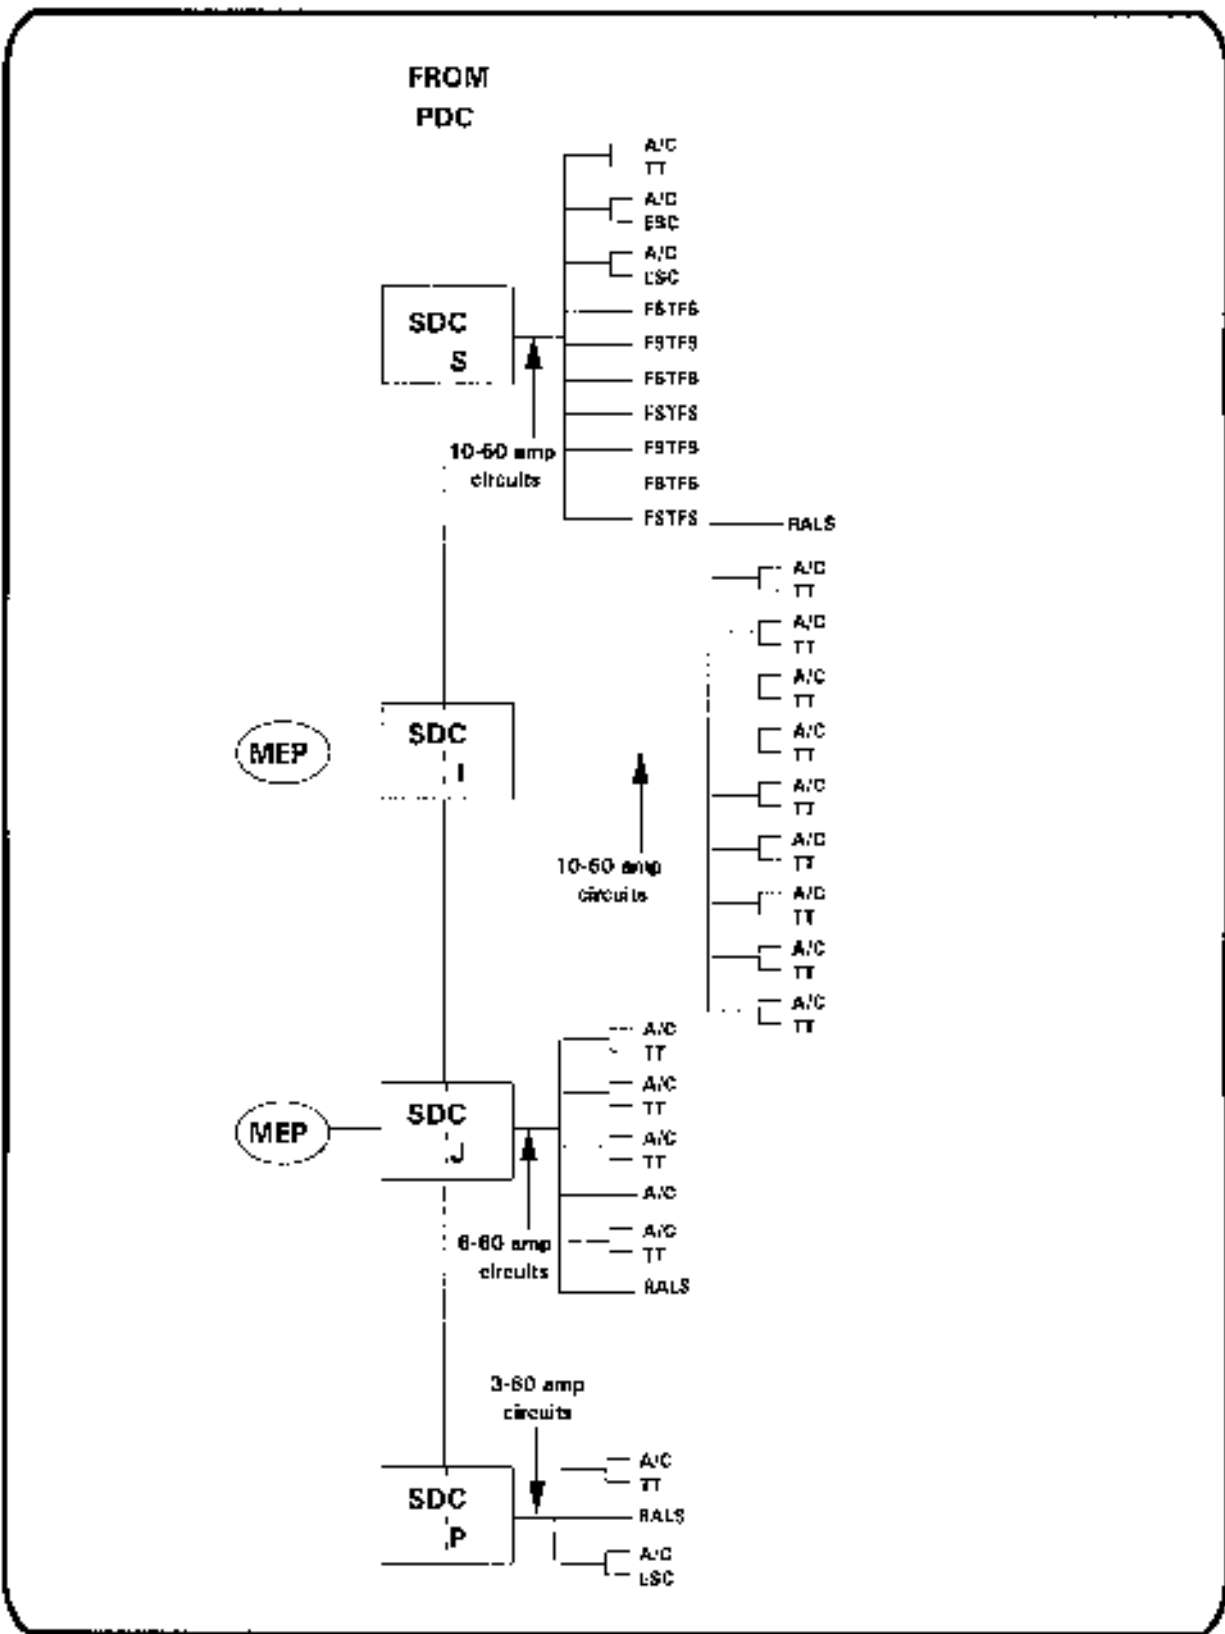 FROM
PDC
A/C
TT
A/C
ESC
A/C
LSC
SDC
S
FSTFS
FSTFS
FSTFS
FSTFS
10-60 amp
circuits
FSTFS
FSTFS
FSTFS
RALS
A/C
TT
A/C
TT
A/C
TT
MEP
SDC
I
A/C
TT
A/C
TT
10-60 amp
circuits
A/C
TT
A/C
TT
A/C
TT
A/C
TT
A/C
TT
MEP
SDC
J
A/C
TT
A/C
TT
A/C
6-60 amp
circuits
A/C
TT
RALS
3-60 amp
circuits
SDC
P
A/C
TT
RALS
A/C
LSC